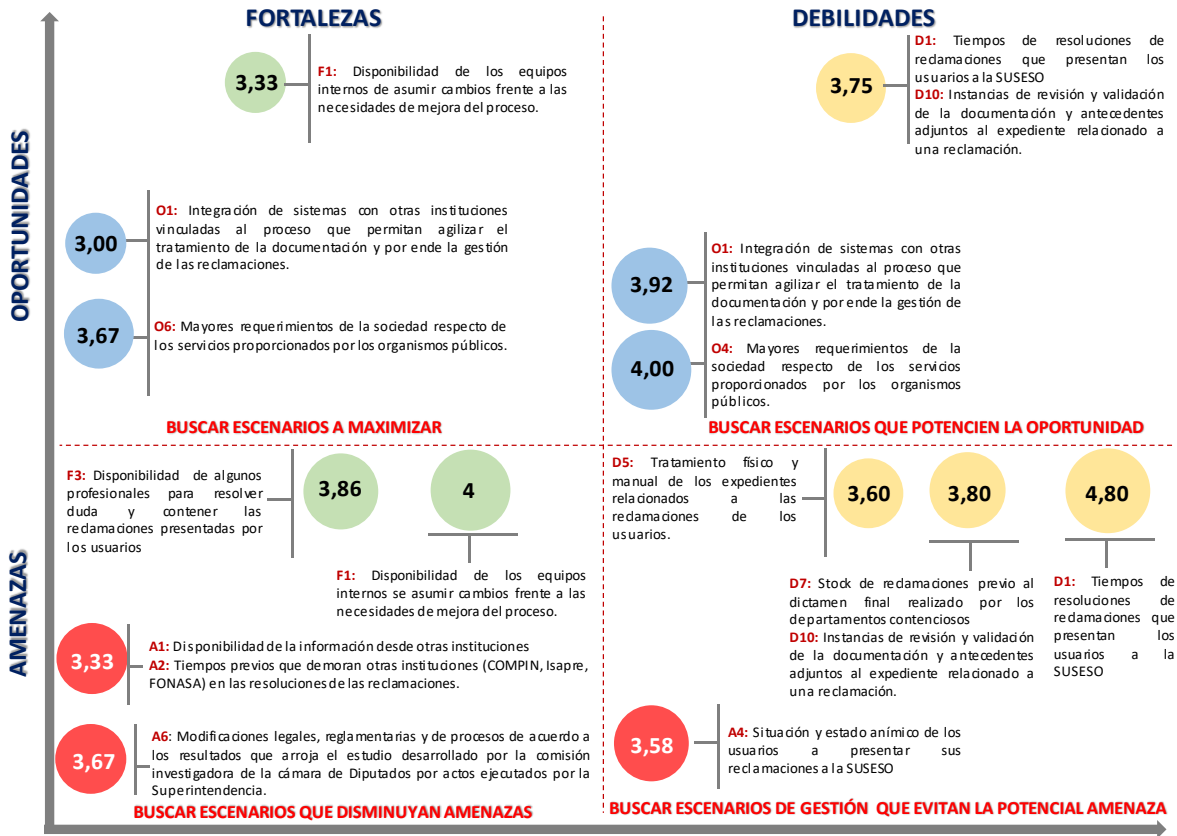 FORTALEZAS
DEBILIDADES
OPORTUNIDADES
AMENAZAS
3,33
F1: Disponibilidad de los equipos
internos de asumir cambios frente a las
necesidades de mejora del proceso.
3,00
O1: Integración de sistemas con otras instituciones
vinculadas al proceso que permitan agilizar el
tratamiento de la documentación y por ende la gestión
de las reclamaciones.
3,67
O6: Mayores requerimientos de la sociedad respecto de
los servicios proporcionados por los organismos públicos.
BUSCAR ESCENARIOS A MAXIMIZAR
3,75
D1: Tiempos de resoluciones de
reclamaciones que presentan los
usuarios a la SUSESO
D10: Instancias de revisión y validación
de la documentación y antecedentes
adjuntos al expediente relacionado a
una reclamación.
3,92
O1: Integración de sistemas con otras
instituciones vinculadas al proceso que
permitan agilizar el tratamiento de la
documentación y por ende la gestión de
las reclamaciones.
4,00
O4: Mayores requerimientos de la
sociedad respecto de los servicios
proporcionados por los organismos
públicos.
BUSCAR ESCENARIOS QUE POTENCIEN LA OPORTUNIDAD
F3: Disponibilidad de algunos
profesionales para resolver
duda y contener las
reclamaciones presentadas por
los usuarios
3,86
4
F1: Disponibilidad de los equipos
internos se asumir cambios frente a las
necesidades de mejora del proceso.
3,33
A1: Disponibilidad de la información desde otras instituciones
A2: Tiempos previos que demoran otras instituciones (COMPIN, Isapre,
FONASA) en las resoluciones de las reclamaciones.
3,67
A6: Modificaciones legales, reglamentarias y de procesos de acuerdo a
los resultados que arroja el estudio desarrollado por la comisión
investigadora de la cámara de Diputados por actos ejecutados por la
Superintendencia.
BUSCAR ESCENARIOS QUE DISMINUYAN AMENAZAS
D5: Tratamiento físico y
manual de los expedientes
relacionados a las
reclamaciones de los
usuarios.
3,60
3,80
4,80
D7: Stock de reclamaciones previo al
dictamen final realizado por los
departamentos contenciosos
D10: Instancias de revisión y validación
de la documentación y antecedentes
adjuntos al expediente relacionado a
una reclamación.
D1: Tiempos de
resoluciones de
reclamaciones que
presentan los
usuarios a la
SUSESO
3,58
A4: Situación y estado anímico de los
usuarios a presentar sus
reclamaciones a la SUSESO
BUSCAR ESCENARIOS DE GESTIÓN QUE EVITAN LA POTENCIAL AMENAZA